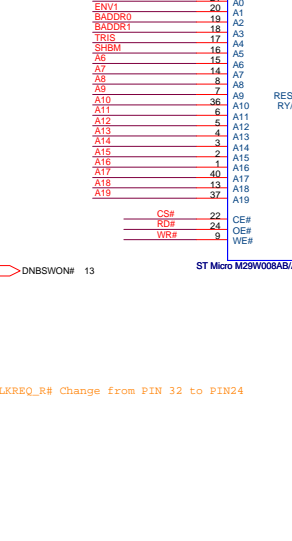 A0
ENV1 20 A1
BADDR0 19 A2
BADDR1 18 A3
TRIS 17 A4
SHBM 16 A5
A6 15 A6
A7 14 A7
A8 8 A8
A9 7 A9 RES
A10 36 A10 RY/
A11 6 A11
A12 5 A12
A13 4 A13
A14 3 A14
A15 2 A15
A16 1 A16
A17 40 A17
A18 13 A18
A19 37 A19
CS# 22 CE#
RD# 24 OE#
WR# 9 WE#
DNBSWON# 13 ST Micro M29W008AB/
LKREQ_R# Change from PIN 32 to PIN24